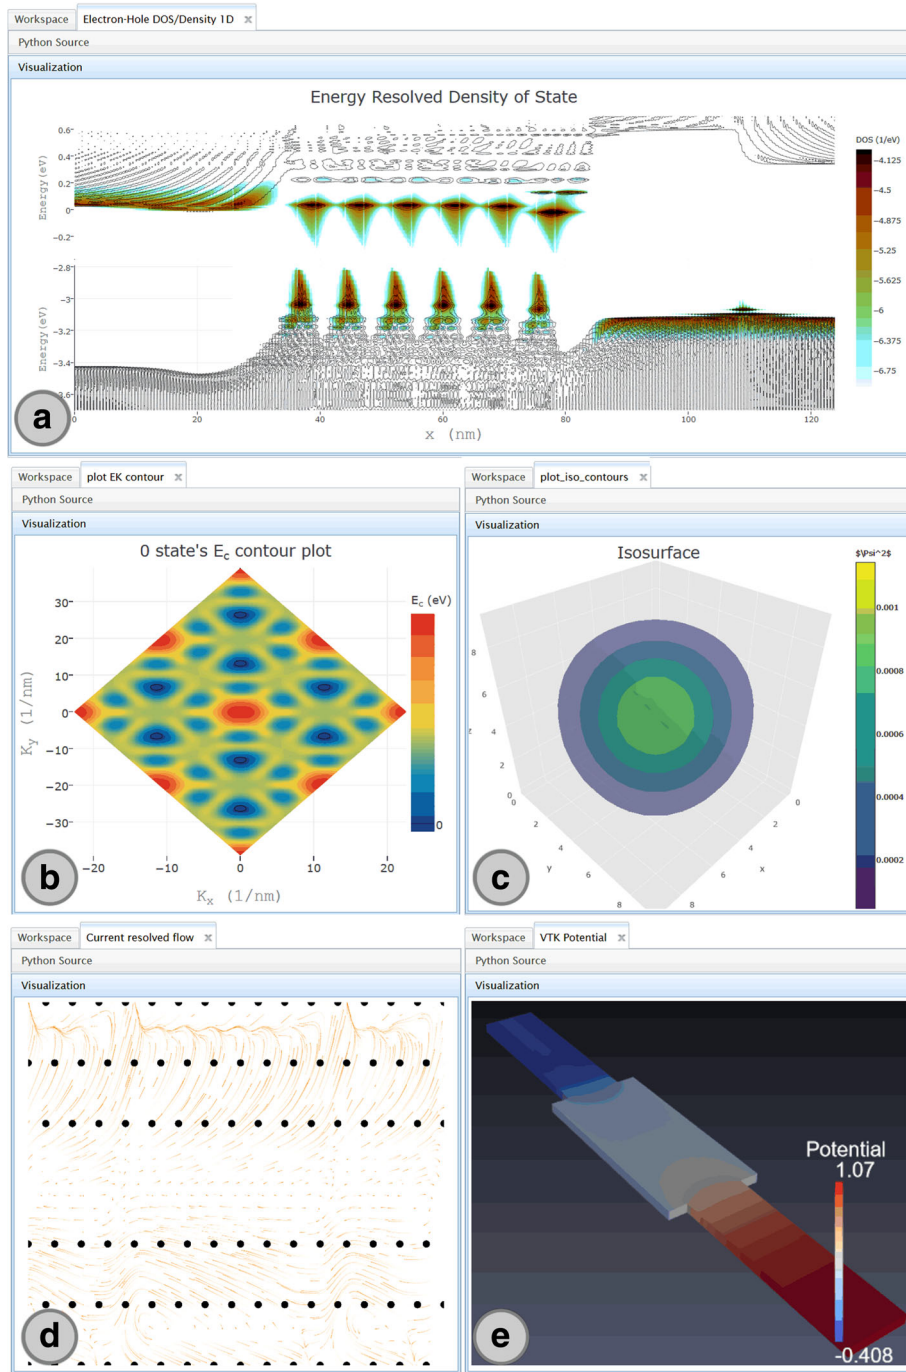 Workspace Electron-Hole DOS/Density 1D x
Python Source
Visualization
Energy Resolved Density of State
DOS (1/eV)
0.6
0.4
0.2
0
−0.2
Energy(eV)
−2.8
−3
−3.2
−3.4
Energy(eV)
0 20 40 60 80 100 120
x (nm)
−4.125
−4.5
−4.875
−5.25
−5.625
−6
−6.375
−6.75
a
Workspace plot EK contour x
Python Source
Visualization
0 state's E_c contour plot
E_c (eV)
0
30
20
10
0
−10
−20
−30
K_y (1/nm)
−20 −10 0 10 20
K_x (1/nm)
b
Workspace plot_iso_contours x
Python Source
Visualization
Isosurface
$\Psi^2$
0.001
0.0008
0.0006
0.0004
0.0002
8
6
4
2
0
0
2
4
6
8
y
0
2
4
6
8
x
c
Workspace Current resolved flow x
Python Source
Visualization
d
Workspace VTK Potential x
Python Source
Visualization
Potential
1.07
-0.408
e